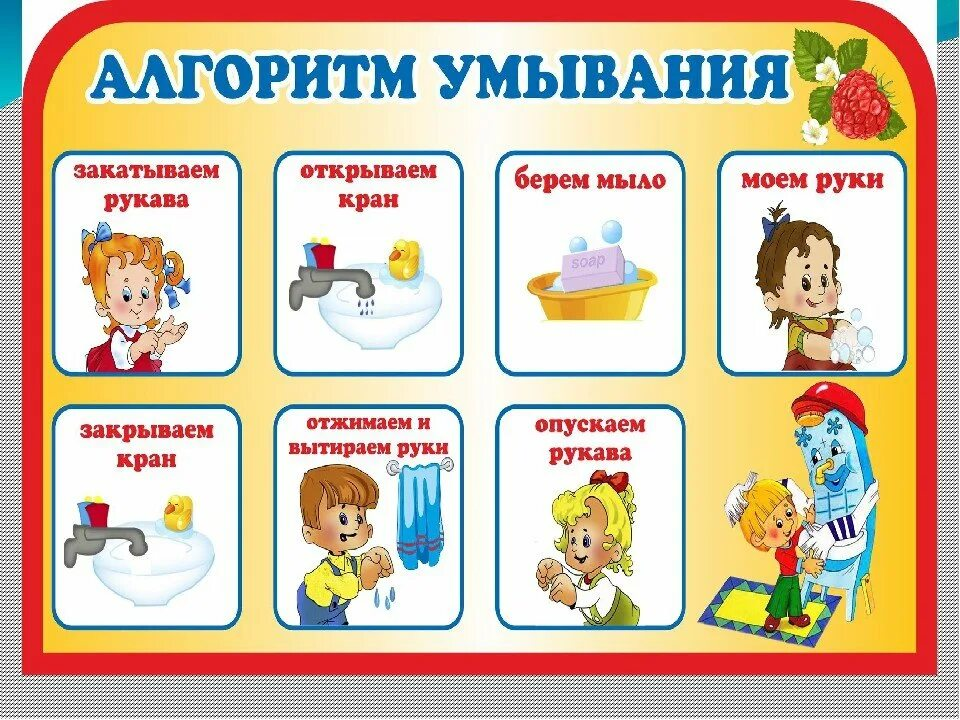 АЛГОРИТМ УМЫВАНИЯ
закатываем
рукава
открываем
кран
берем мыло
soap
моем руки
закрываем
кран
отжимаем и
вытираем руки
опускаем
рукава